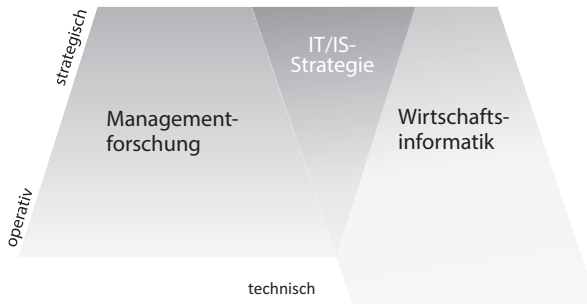 strategisch
operativ
IT/IS-
Strategie
Management-
forschung
Wirtschafts-
informatik
technisch